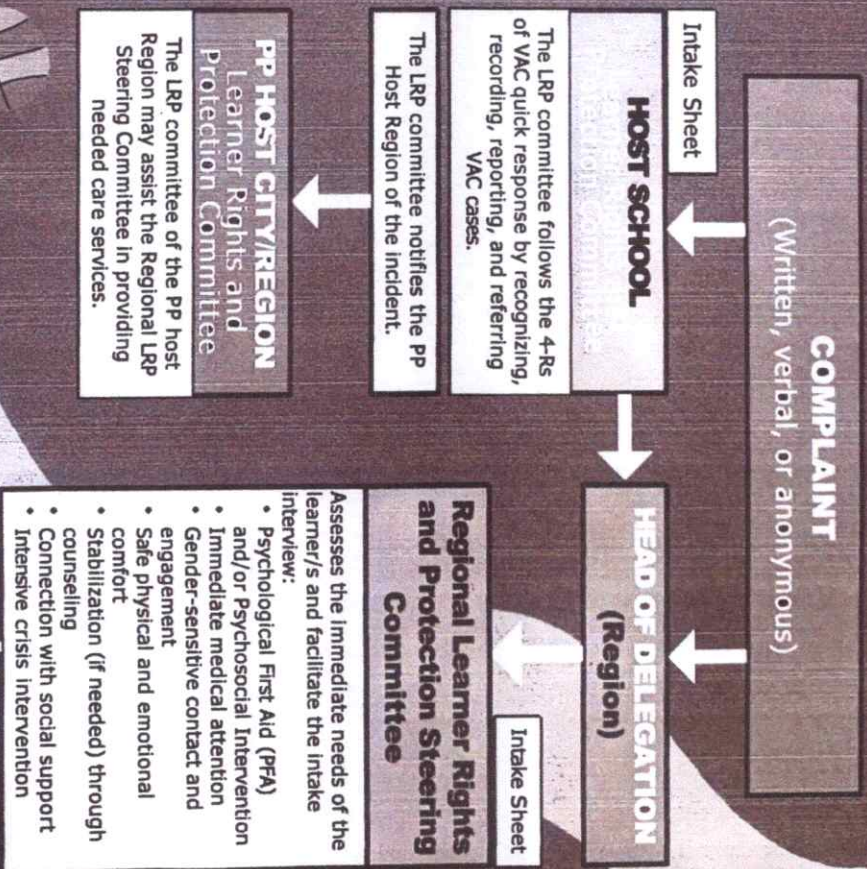 COMPLAINT
(Written, verbal, or anonymous)
Intake Sheet
HOST SCHOOL
The LRP committee follows the 4-Rs
of VAC quick response by recognizing,
recording, reporting, and referring
VAC cases.
The LRP committee notifies the PP
Host Region of the incident.
PP HOST CITY/REGION
Learner Rights and
Protection Committee
The LRP committee of the PP host
Region may assist the Regional LRP
Steering Committee in providing
needed care services.
HEAD OF DELEGATION
(Region)
Intake Sheet
Regional Learner Rights
and Protection Steering
Committee
Assesses the immediate needs of the
learner/s and facilitate the intake
interview:
• Psychological First Aid (PFA)
and/or Psychosocial Intervention
• Immediate medical attention
• Gender-sensitive contact and
engagement
• Safe physical and emotional
comfort
• Stabilization (if needed) through
counseling
• Connection with social support
• Intensive crisis intervention